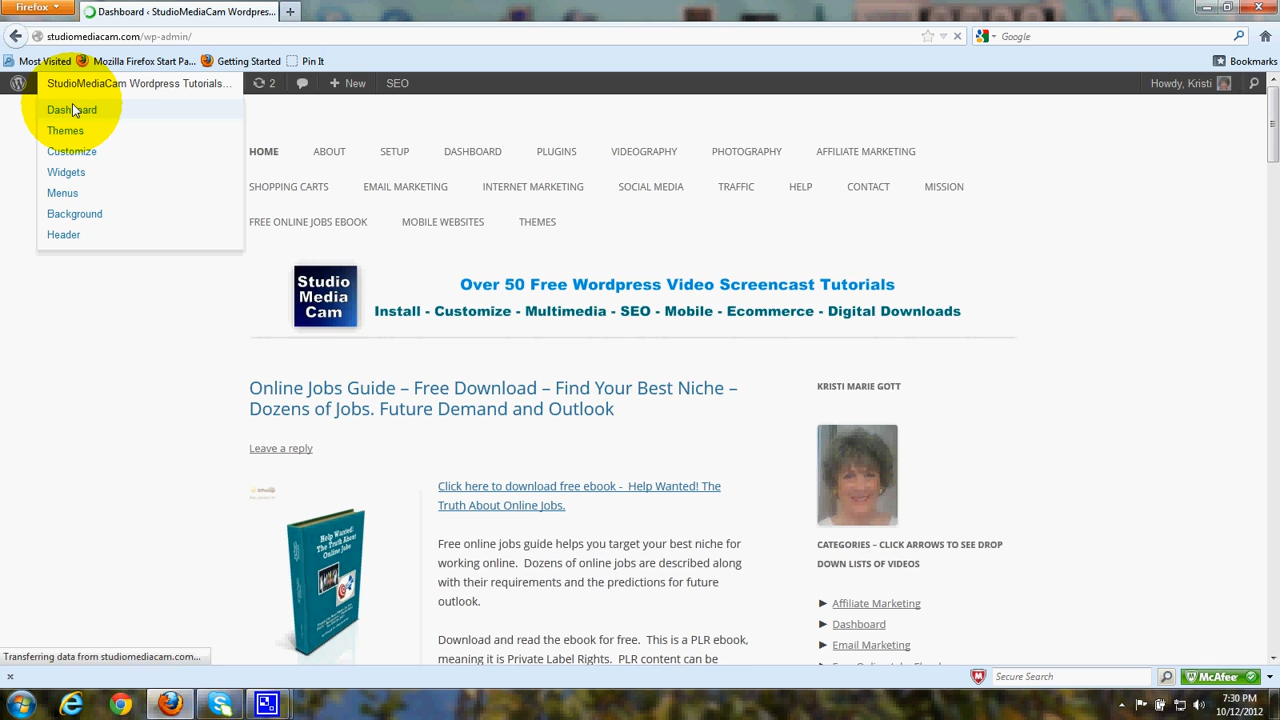 Firefox
Dashboard ‹ StudioMediaCam Wordpres...
studiomediacam.com/wp-admin/
Google
Most Visited
Mozilla Firefox Start Pa...
Getting Started
Pin It
Bookmarks
StudioMediaCam Wordpress Tutorials...
2
New
SEO
Howdy, Kristi
Dashboard
Themes
Customize
Widgets
Menus
Background
Header
HOME ABOUT SETUP DASHBOARD PLUGINS VIDEOGRAPHY PHOTOGRAPHY AFFILIATE MARKETING
SHOPPING CARTS EMAIL MARKETING INTERNET MARKETING SOCIAL MEDIA TRAFFIC HELP CONTACT MISSION
FREE ONLINE JOBS EBOOK MOBILE WEBSITES THEMES
Studio
Media
Cam
Over 50 Free Wordpress Video Screencast Tutorials
Install - Customize - Multimedia - SEO - Mobile - Ecommerce - Digital Downloads
Online Jobs Guide – Free Download – Find Your Best Niche –
Dozens of Jobs. Future Demand and Outlook
Leave a reply
Help Wanted:
The Truth
About Online
Jobs
Click here to download free ebook - Help Wanted! The
Truth About Online Jobs.
Free online jobs guide helps you target your best niche for
working online. Dozens of online jobs are described along
with their requirements and the predictions for future
outlook.
Download and read the ebook for free. This is a PLR ebook,
meaning it is Private Label Rights. PLR content can be
KRISTI MARIE GOTT
CATEGORIES – CLICK ARROWS TO SEE DROP
DOWN LISTS OF VIDEOS
► Affiliate Marketing
► Dashboard
► Email Marketing
Transferring data from studiomediacam.com...
Secure Search
McAfee
7:30 PM
10/12/2012